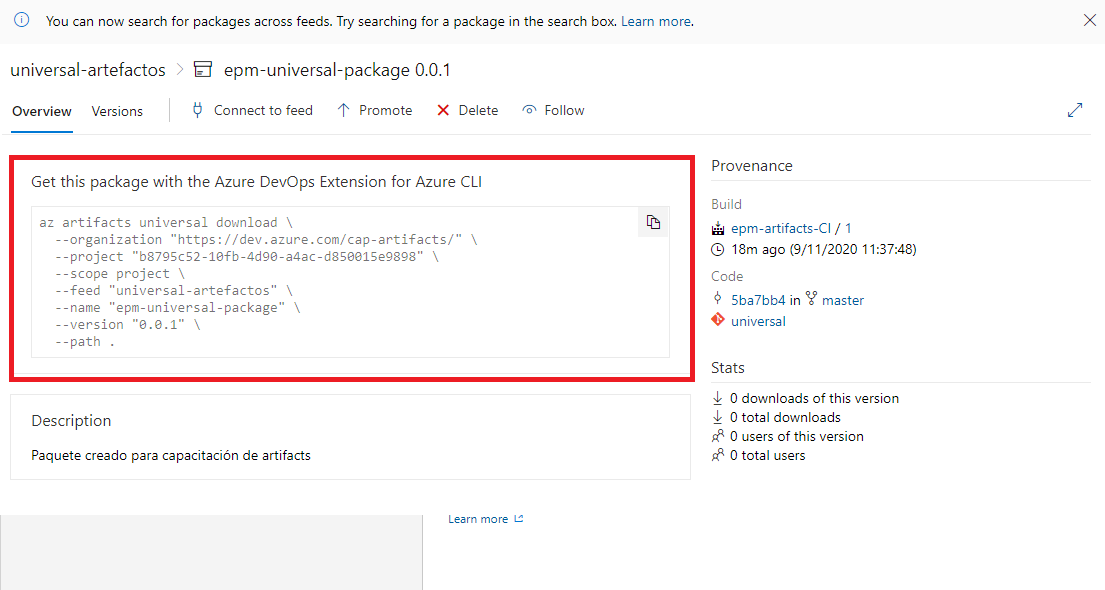 You can now search for packages across feeds. Try searching for a package in the search box. Learn more.
universal-artefactos > epm-universal-package 0.0.1
Overview Versions Connect to feed Promote Delete Follow
Get this package with the Azure DevOps Extension for Azure CLI
az artifacts universal download \
--organization "https://dev.azure.com/cap-artifacts/" \
--project "b8795c52-10fb-4d90-a4ac-d850015e9898" \
--scope project \
--feed "universal-artefactos" \
--name "epm-universal-package" \
--version "0.0.1" \
--path .
Description
Paquete creado para capacitación de artifacts
Provenance
Build
epm-artifacts-CI / 1
18m ago (9/11/2020 11:37:48)
Code
5ba7bb4 in master
universal
Stats
0 downloads of this version
0 total downloads
0 users of this version
0 total users
Learn more